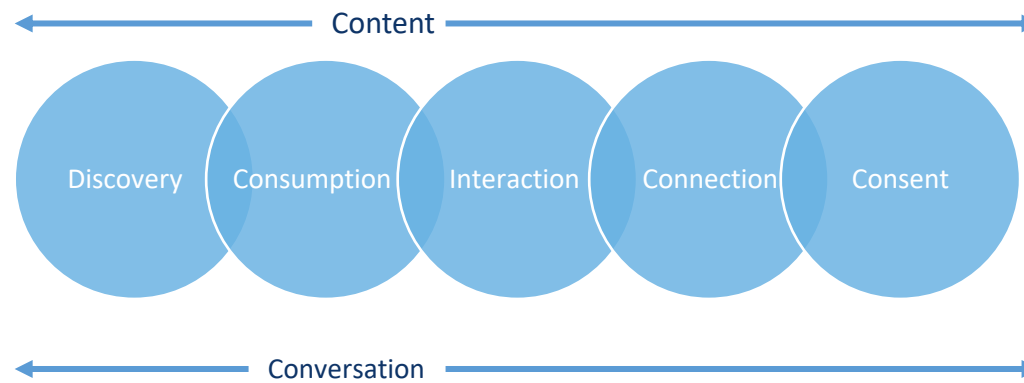 Content
Discovery Consumption Interaction Connection Consent
Conversation